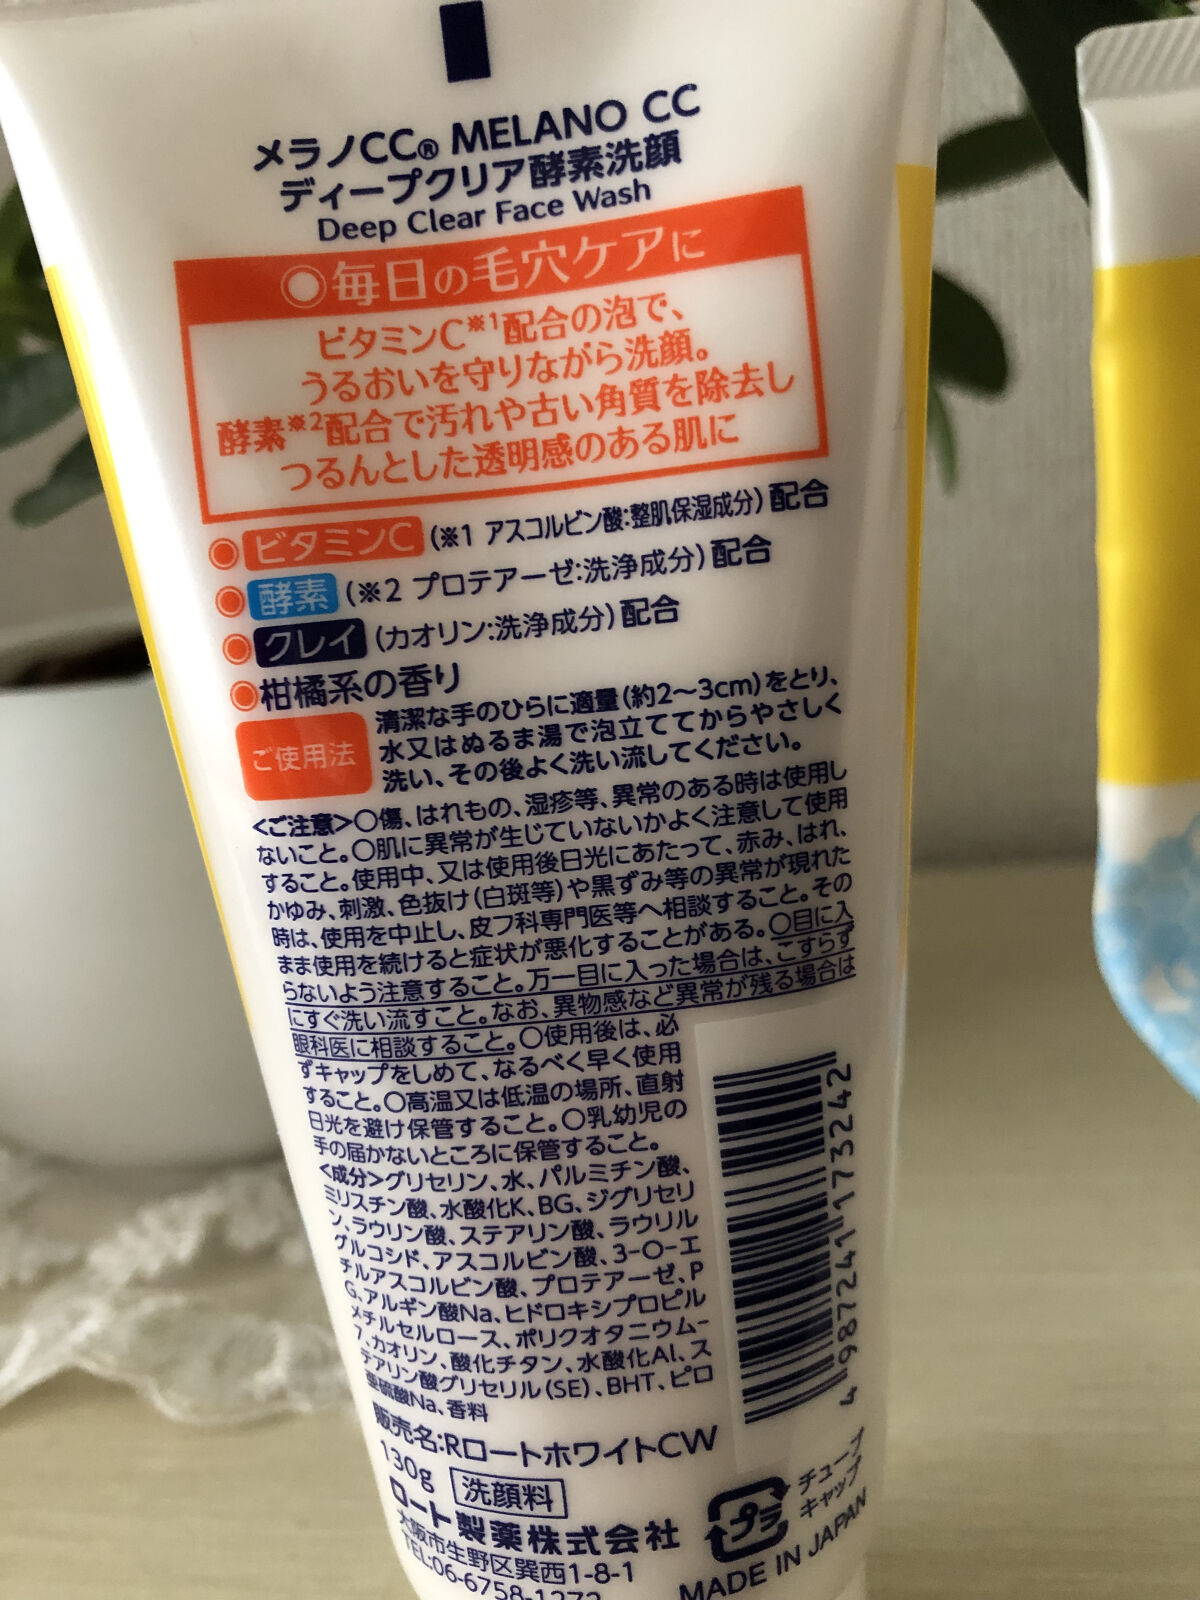 メラノCC® MELANO CC
ディープクリア酵素洗顔
Deep Clear Face Wash
◎毎日の毛穴ケアに
ビタミンC※1配合の泡で、
うるおいを守りながら洗顔。
酵素※2配合で汚れや古い角質を除去し
つるんとした透明感のある肌に
◉ビタミンC(※1 アスコルビン酸:整肌保湿成分)配合
◉酵素(※2 プロテアーゼ:洗浄成分)配合
◉クレイ(カオリン:洗浄成分)配合
◉柑橘系の香り
ご使用法
清潔な手のひらに適量(約2〜3cm)をとり、
水又はぬるま湯で泡立ててからやさしく
洗い、その後よく洗い流してください。
<ご注意>○傷、はれもの、湿疹等、異常のある時は使用し
ないこと。○肌に異常が生じていないかよく注意して使用
すること。使用中、又は使用後日光にあたって、赤み、はれ、
かゆみ、刺激、色抜け(白斑等)や黒ずみ等の異常が現れた
時は、使用を中止し、皮フ科専門医等へ相談すること。その
まま使用を続けると症状が悪化することがある。○目に入
らないよう注意すること。万一目に入った場合は、こすらず
にすぐ洗い流すこと。なお、異物感など異常が残る場合は
眼科医に相談すること。○使用後は、必
ずキャップをしめて、なるべく早く使用
すること。○高温又は低温の場所、直射
日光を避け保管すること。○乳幼児の
手の届かないところに保管すること。
<成分>グリセリン、水、パルミチン酸、
ミリスチン酸、水酸化K、BG、ジグリセリ
ン、ラウリン酸、ステアリン酸、ラウリル
グルコシド、アスコルビン酸、3-O-エ
チルアスコルビン酸、プロテアーゼ、P
G、アルギン酸Na、ヒドロキシプロピル
メチルセルロース、ポリクオタニウム-
7、カオリン、酸化チタン、水酸化Al、ス
テアリン酸グリセリル(SE)、BHT、ピロ
亜硫酸Na、香料
4 987241 173242
販売名:RロートホワイトCW
130g 洗顔料
ロート製薬株式会社
大阪市生野区巽西1-8-1
TEL:06-6758-1272
プラ
チューブ
キャップ
MADE IN JAPAN